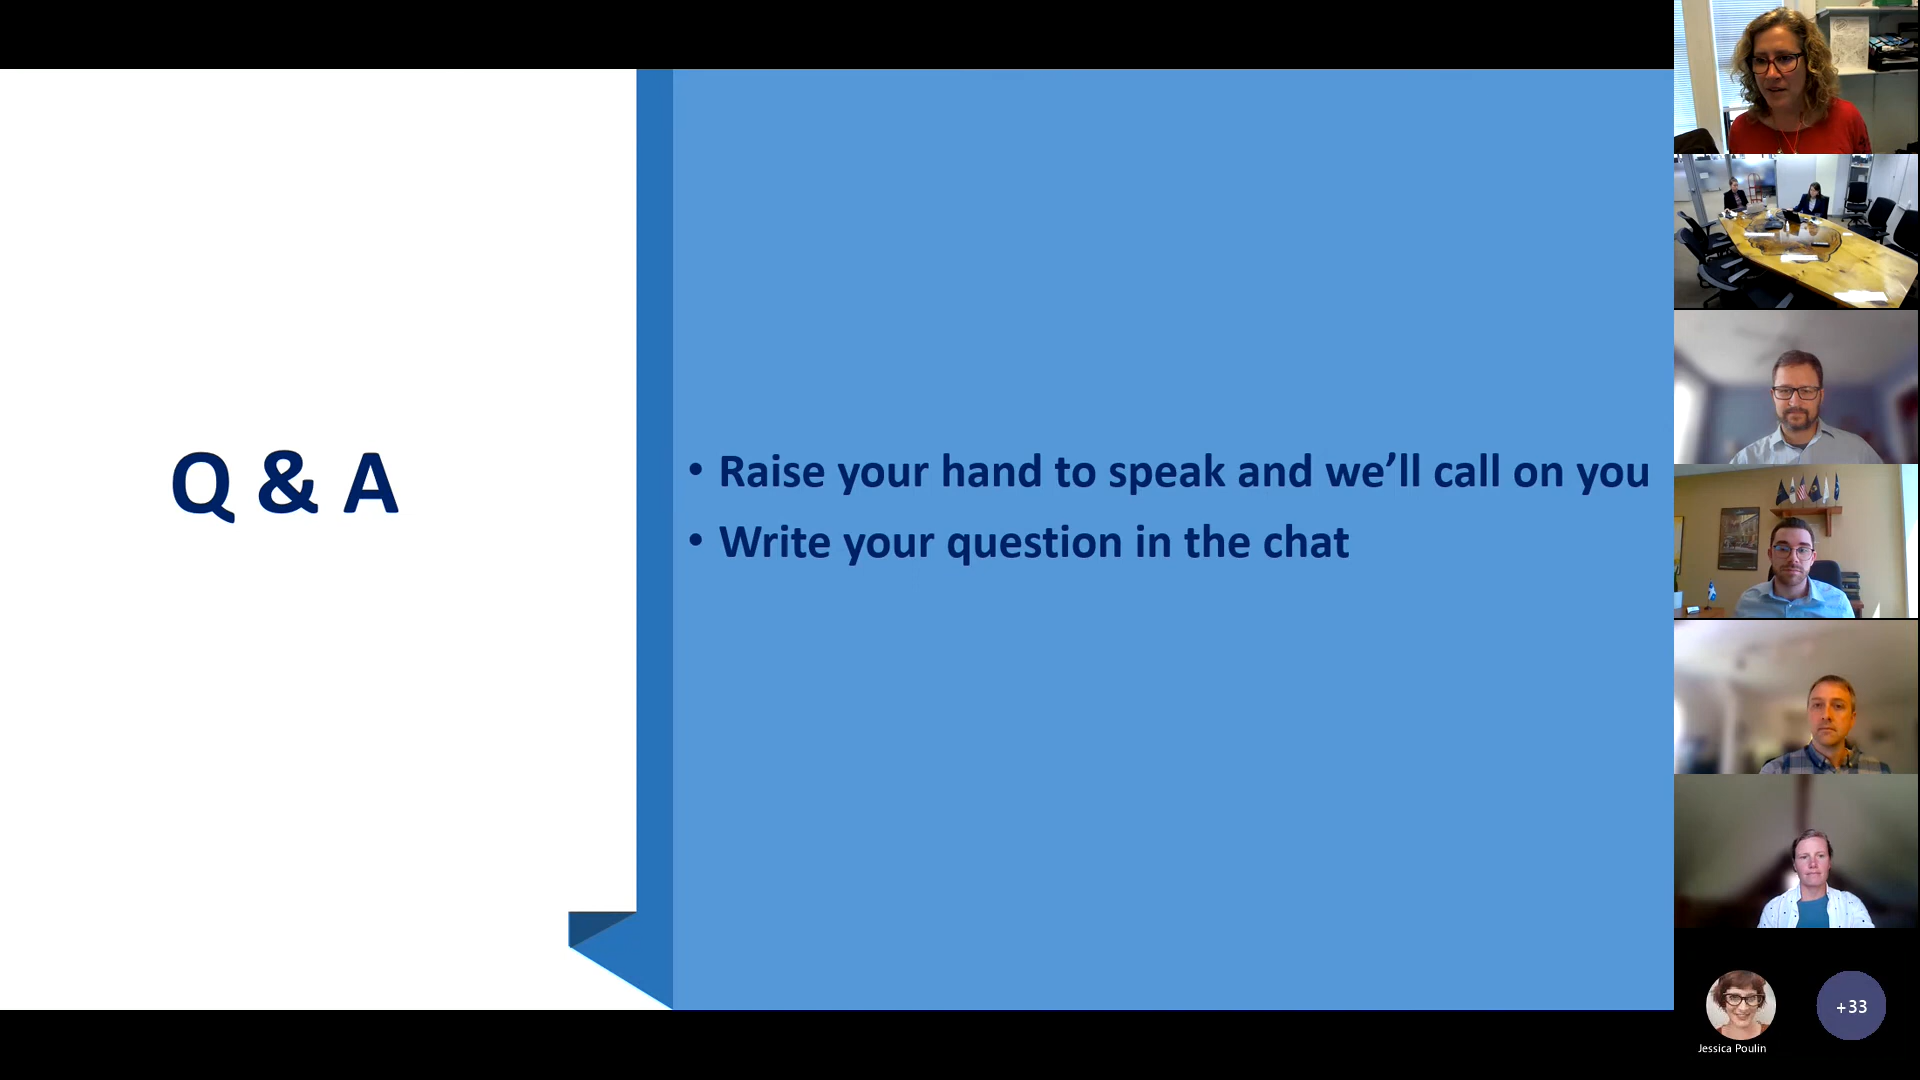 Q & A
• Raise your hand to speak and we’ll call on you
• Write your question in the chat
Jessica Poulin
+33